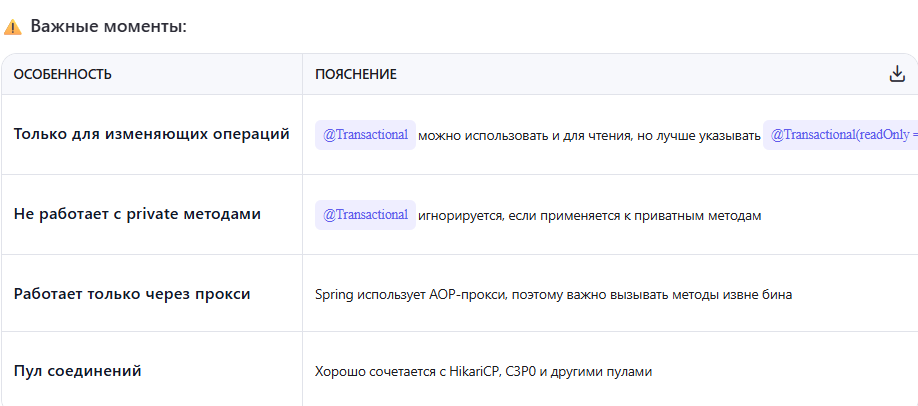 Важные моменты:
ОСОБЕННОСТЬ ПОЯСНЕНИЕ
Только для изменяющих операций @Transactional можно использовать и для чтения, но лучше указывать @Transactional(readOnly =
Не работает с private методами @Transactional игнорируется, если применяется к приватным методам
Работает только через прокси Spring использует AOP-прокси, поэтому важно вызывать методы извне бина
Пул соединений Хорошо сочетается с HikariCP, C3P0 и другими пулами